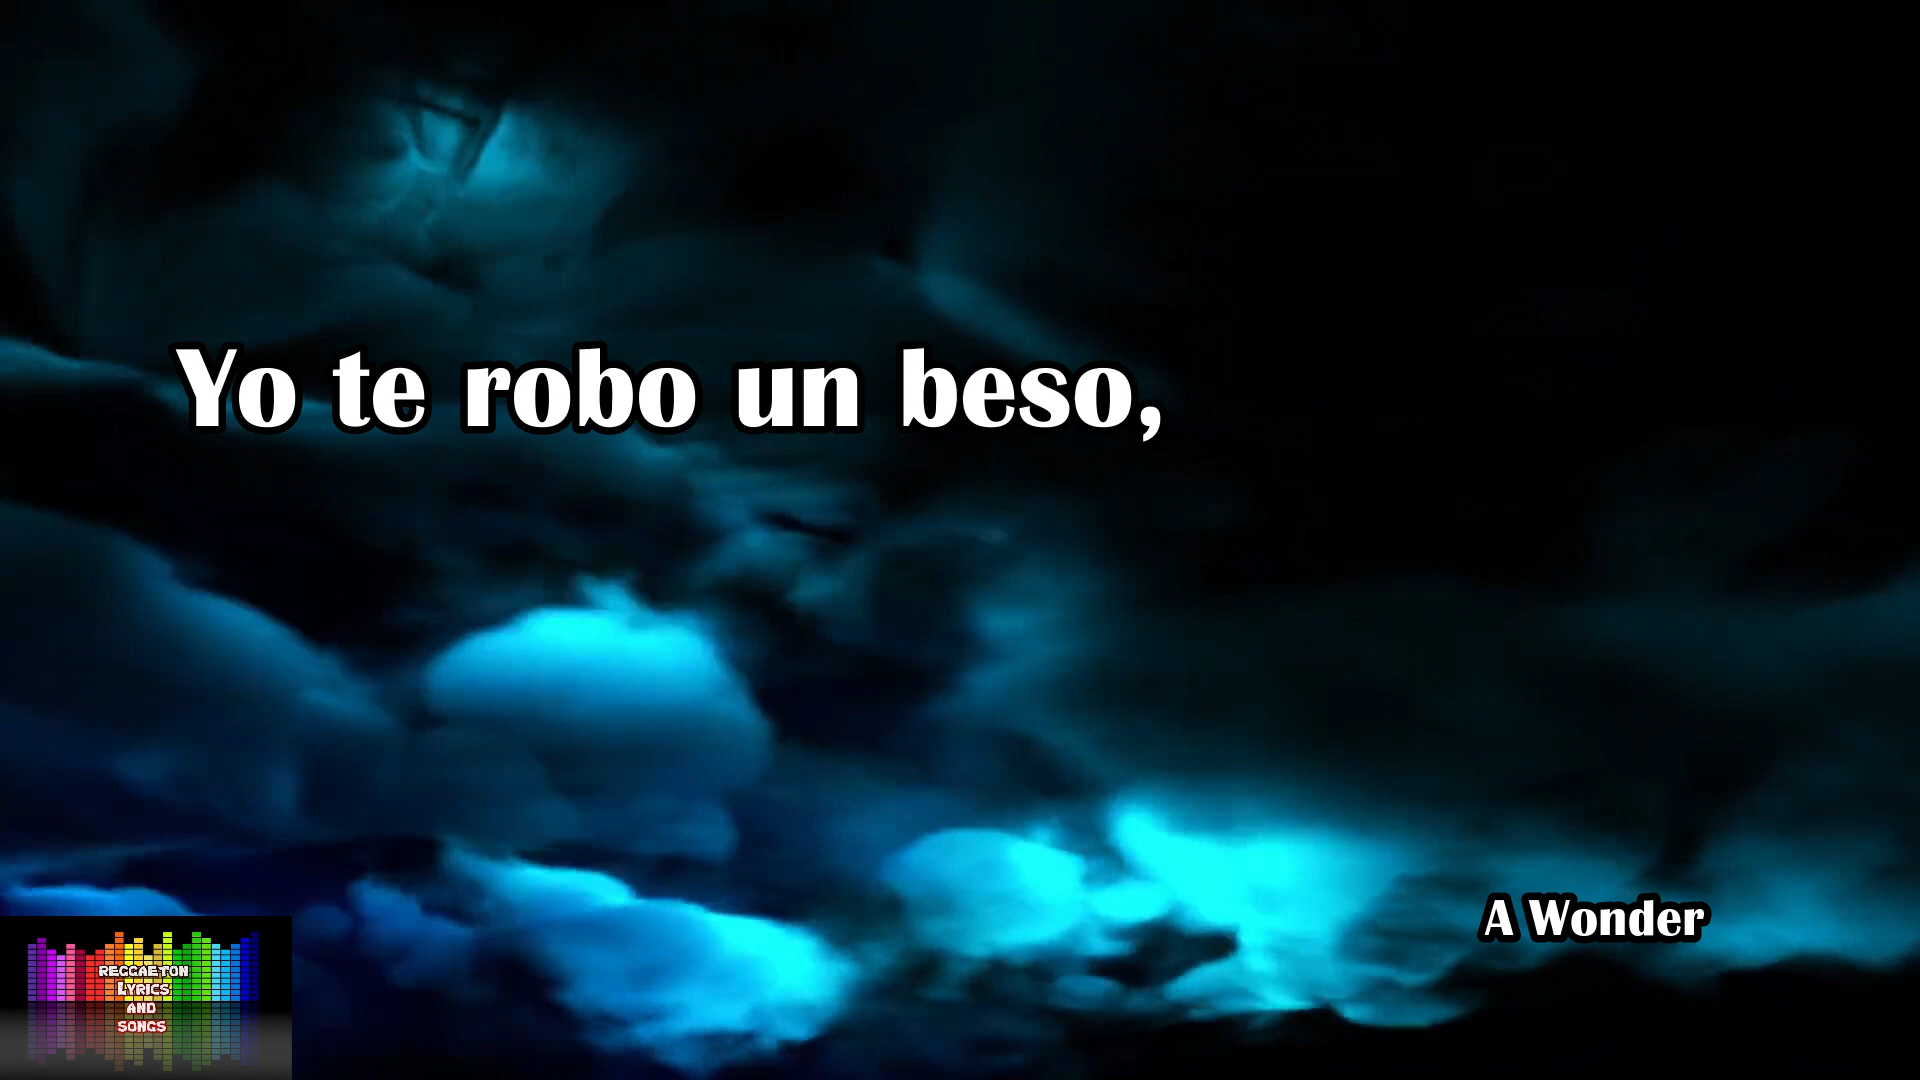 Yo te robo un beso,
A Wonder
REGGAETON
LYRICS
AND
SONGS